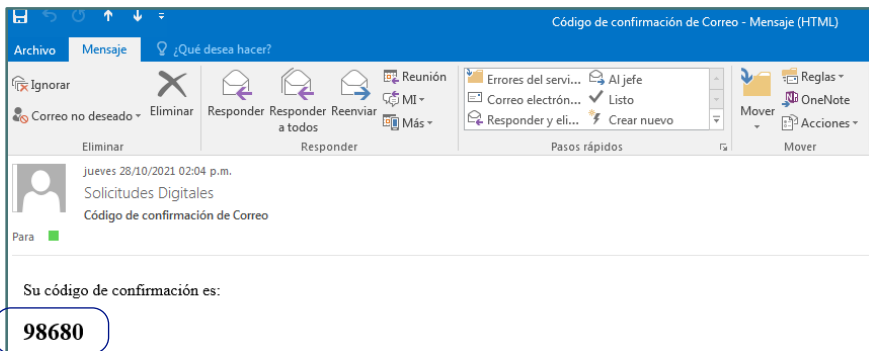 Código de confirmación de Correo - Mensaje (HTML)
Archivo Mensaje ¿Qué desea hacer?
Ignorar
Correo no deseado
Eliminar
Responder
Responder a todos
Reenviar
Reunión
MI
Más
Errores del servi...
Al jefe
Correo electrón...
Listo
Responder y eli...
Crear nuevo
Mover
Reglas
OneNote
Acciones
Eliminar Responder Pasos rápidos Mover
jueves 28/10/2021 02:04 p.m.
Solicitudes Digitales
Código de confirmación de Correo
Para
Su código de confirmación es:
98680